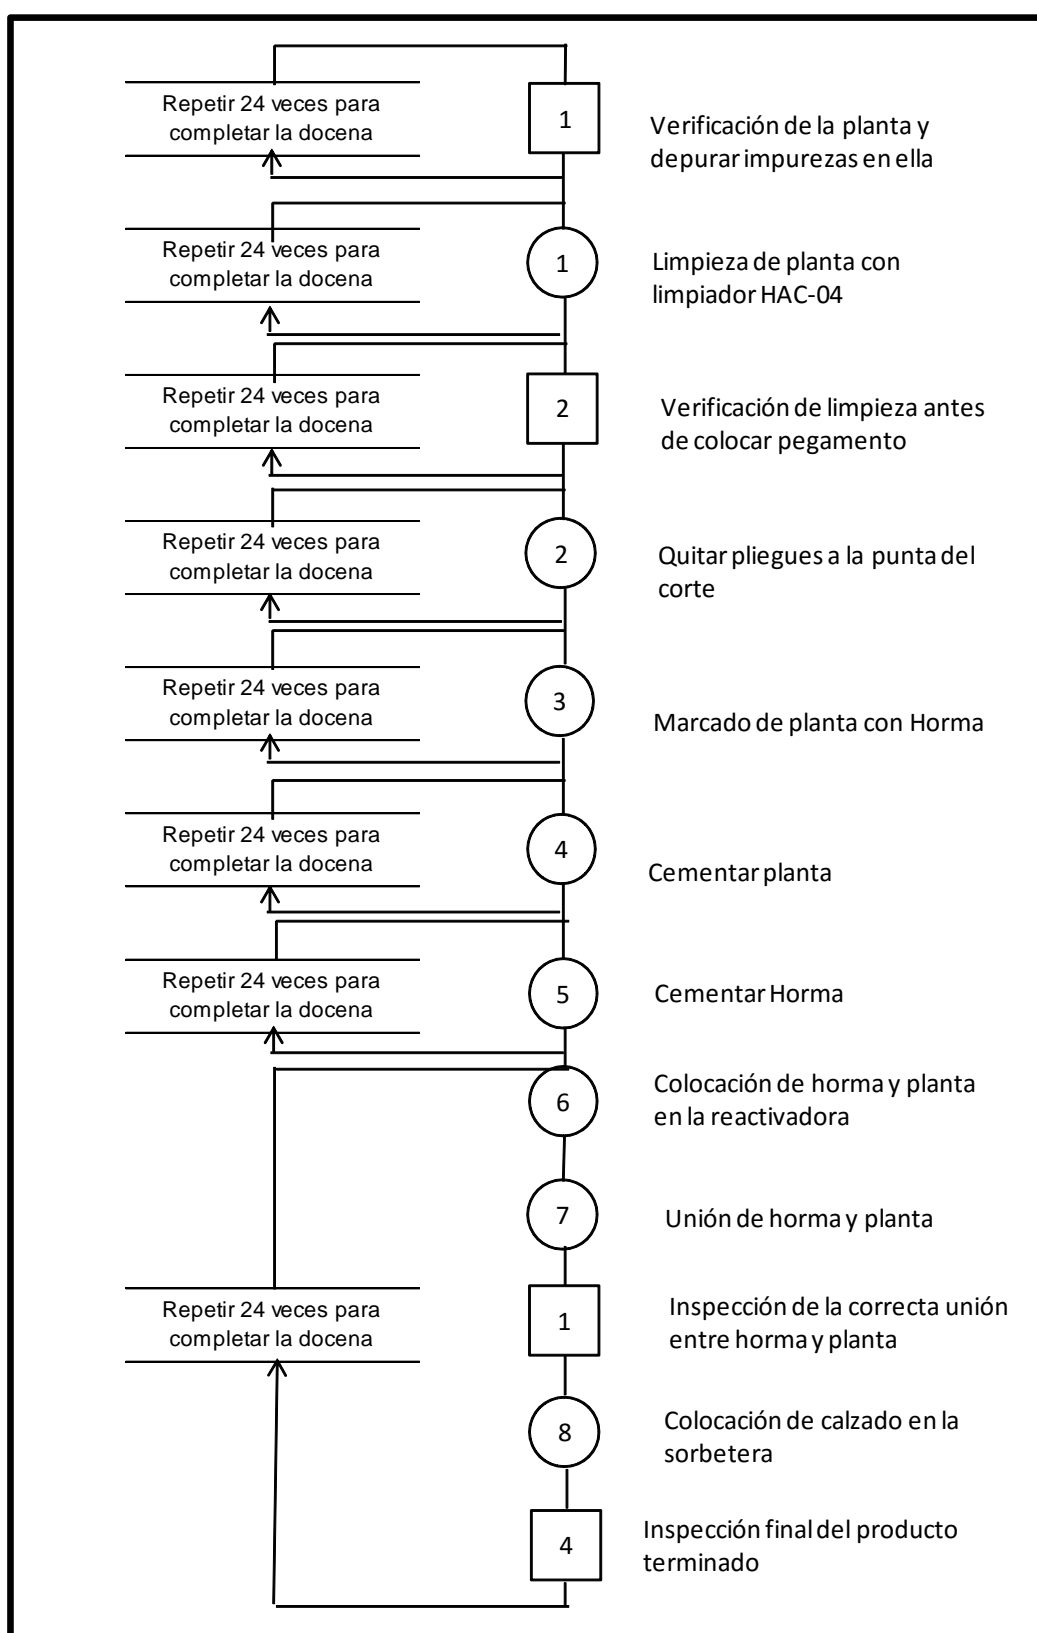 Repetir 24 veces para
completar la docena
1
Verificación de la planta y
depurar impurezas en ella
Repetir 24 veces para
completar la docena
1
Limpieza de planta con
limpiador HAC-04
Repetir 24 veces para
completar la docena
2
Verificación de limpieza antes
de colocar pegamento
Repetir 24 veces para
completar la docena
2
Quitar pliegues a la punta del
corte
Repetir 24 veces para
completar la docena
3
Marcado de planta con Horma
Repetir 24 veces para
completar la docena
4
Cementar planta
Repetir 24 veces para
completar la docena
5
Cementar Horma
6
Colocación de horma y planta
en la reactivadora
7
Unión de horma y planta
Repetir 24 veces para
completar la docena
1
Inspección de la correcta unión
entre horma y planta
8
Colocación de calzado en la
sorbetera
4
Inspección final del producto
terminado